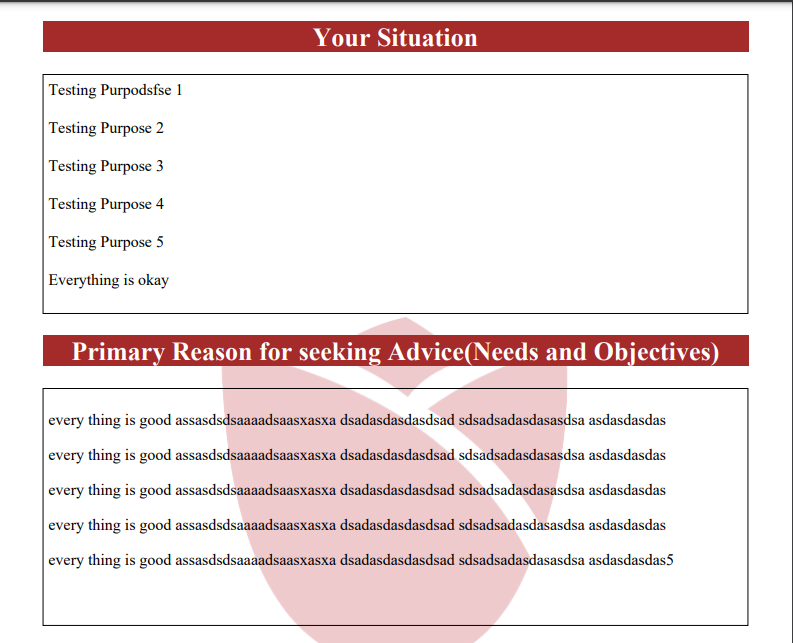 Your Situation
Testing Purpodsfse 1
Testing Purpose 2
Testing Purpose 3
Testing Purpose 4
Testing Purpose 5
Everything is okay
Primary Reason for seeking Advice(Needs and Objectives)
every thing is good assasdsdsaaaadsaasxasxa dsadasdasdasdsad sdsadsadasdasasdsa asdasdasdas
every thing is good assasdsdsaaaadsaasxasxa dsadasdasdasdsad sdsadsadasdasasdsa asdasdasdas
every thing is good assasdsdsaaaadsaasxasxa dsadasdasdasdsad sdsadsadasdasasdsa asdasdasdas
every thing is good assasdsdsaaaadsaasxasxa dsadasdasdasdsad sdsadsadasdasasdsa asdasdasdas
every thing is good assasdsdsaaaadsaasxasxa dsadasdasdasdsad sdsadsadasdasasdsa asdasdasdas5